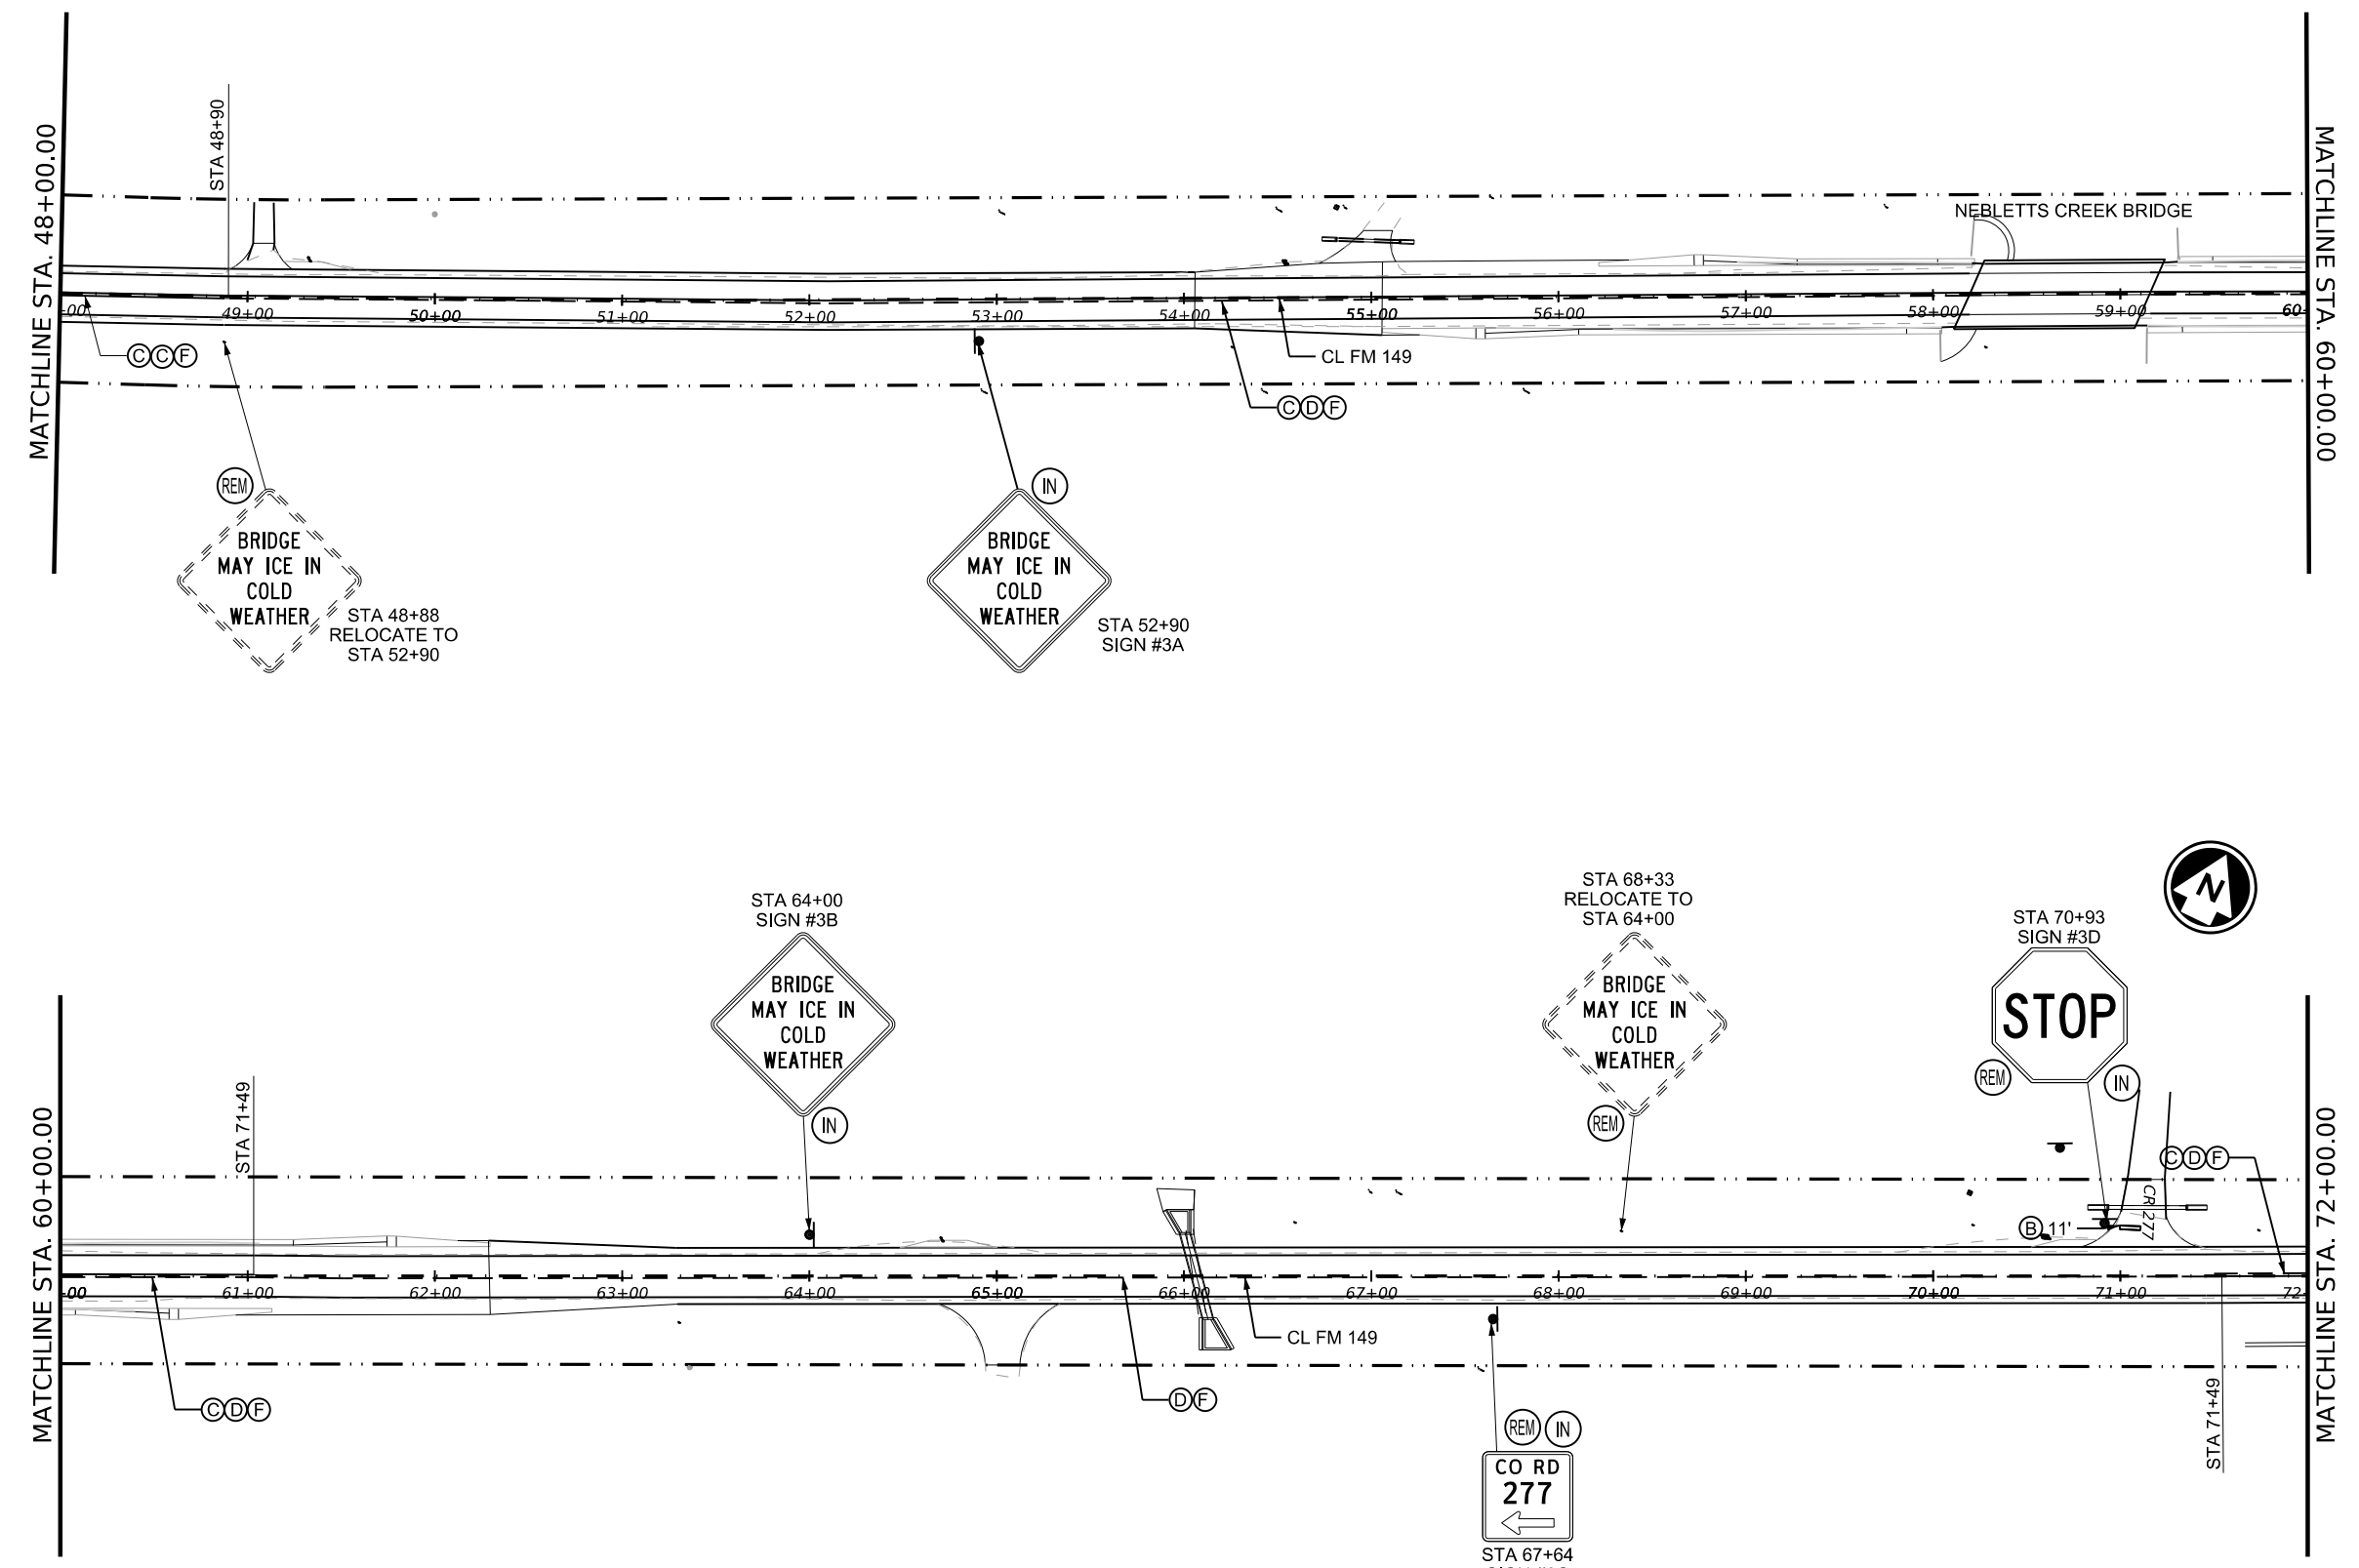 MATCHLINE STA. 48+00.00
STA 48+90
NEBLETTS CREEK BRIDGE
MATCHLINE STA. 60+00.00
-00
49+00
50+00
51+00
52+00
53+00
54+00
55+00
56+00
57+00
58+00
59+00
60-
C C F
CL FM 149
C D F
REM
BRIDGE
MAY ICE IN
COLD
WEATHER
STA 48+88
RELOCATE TO
STA 52+90
IN
BRIDGE
MAY ICE IN
COLD
WEATHER
STA 52+90
SIGN #3A
N
STA 64+00
SIGN #3B
BRIDGE
MAY ICE IN
COLD
WEATHER
IN
STA 68+33
RELOCATE TO
STA 64+00
BRIDGE
MAY ICE IN
COLD
WEATHER
REM
STA 70+93
SIGN #3D
STOP
REM
IN
MATCHLINE STA. 60+00.00
STA 71+49
C D F
CR 277
B 11'
MATCHLINE STA. 72+00.00
-00
61+00
62+00
63+00
64+00
65+00
66+00
67+00
68+00
69+00
70+00
71+00
72-
CL FM 149
C D F
D F
STA 71+49
REM IN
CO RD
277
STA 67+64